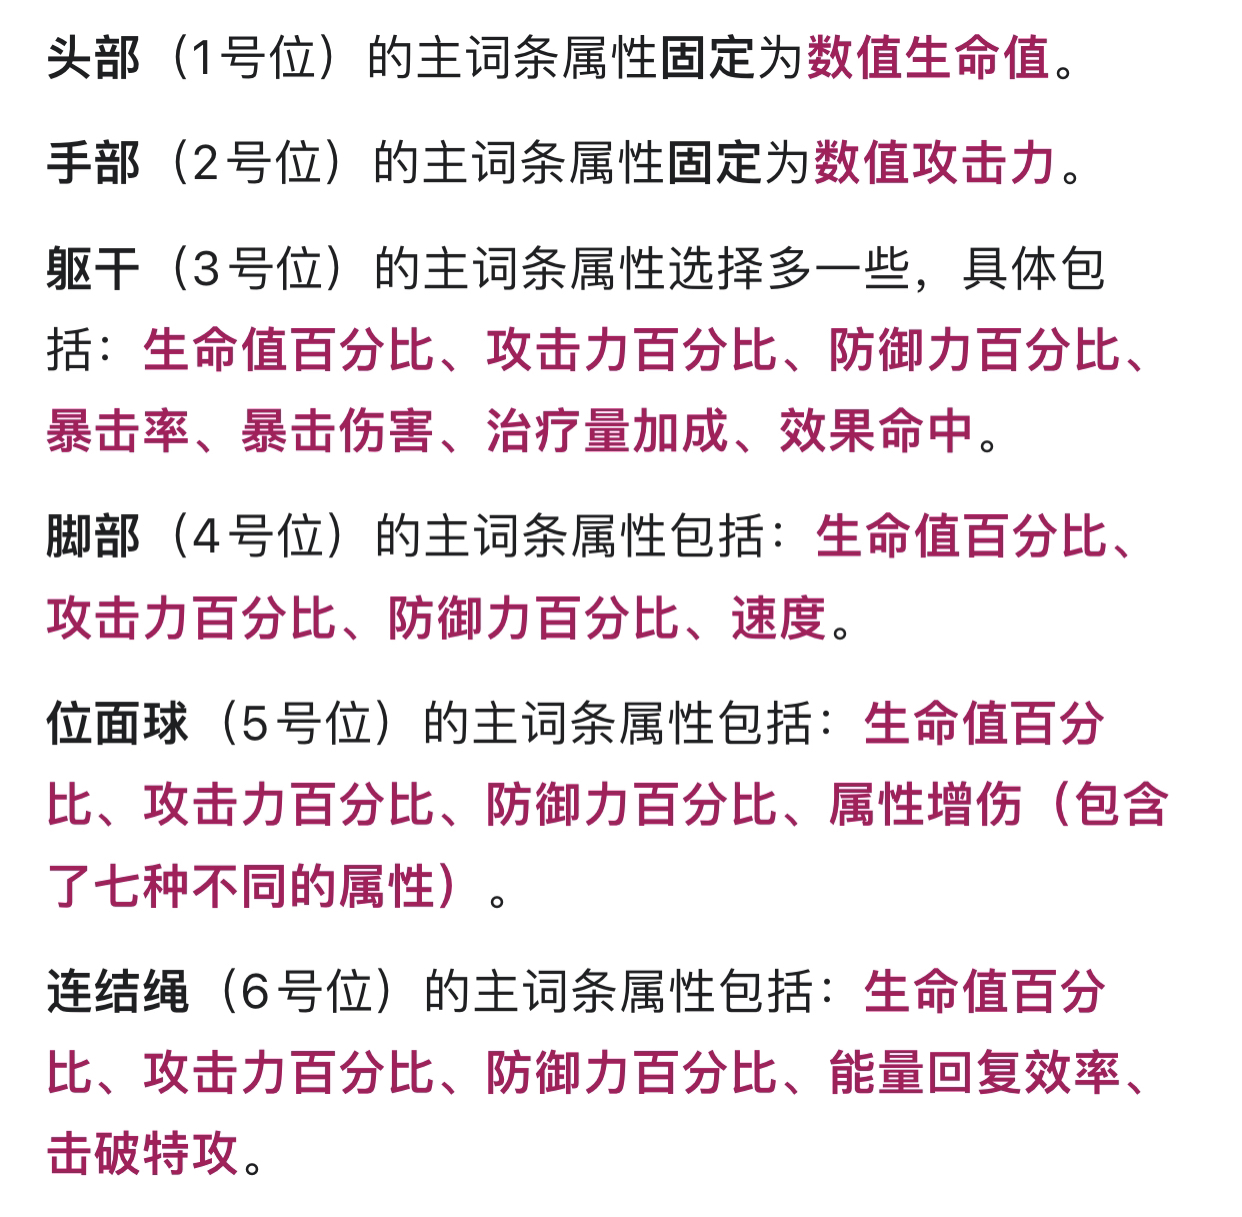 头部（1号位）的主词条属性固定为数值生命值。
手部（2号位）的主词条属性固定为数值攻击力。
躯干（3号位）的主词条属性选择多一些，具体包
括：生命值百分比、攻击力百分比、防御力百分比、
暴击率、暴击伤害、治疗量加成、效果命中。
脚部（4号位）的主词条属性包括：生命值百分比、
攻击力百分比、防御力百分比、速度。
位面球（5号位）的主词条属性包括：生命值百分
比、攻击力百分比、防御力百分比、属性增伤（包含
了七种不同的属性）。
连结绳（6号位）的主词条属性包括：生命值百分
比、攻击力百分比、防御力百分比、能量回复效率、
击破特攻。